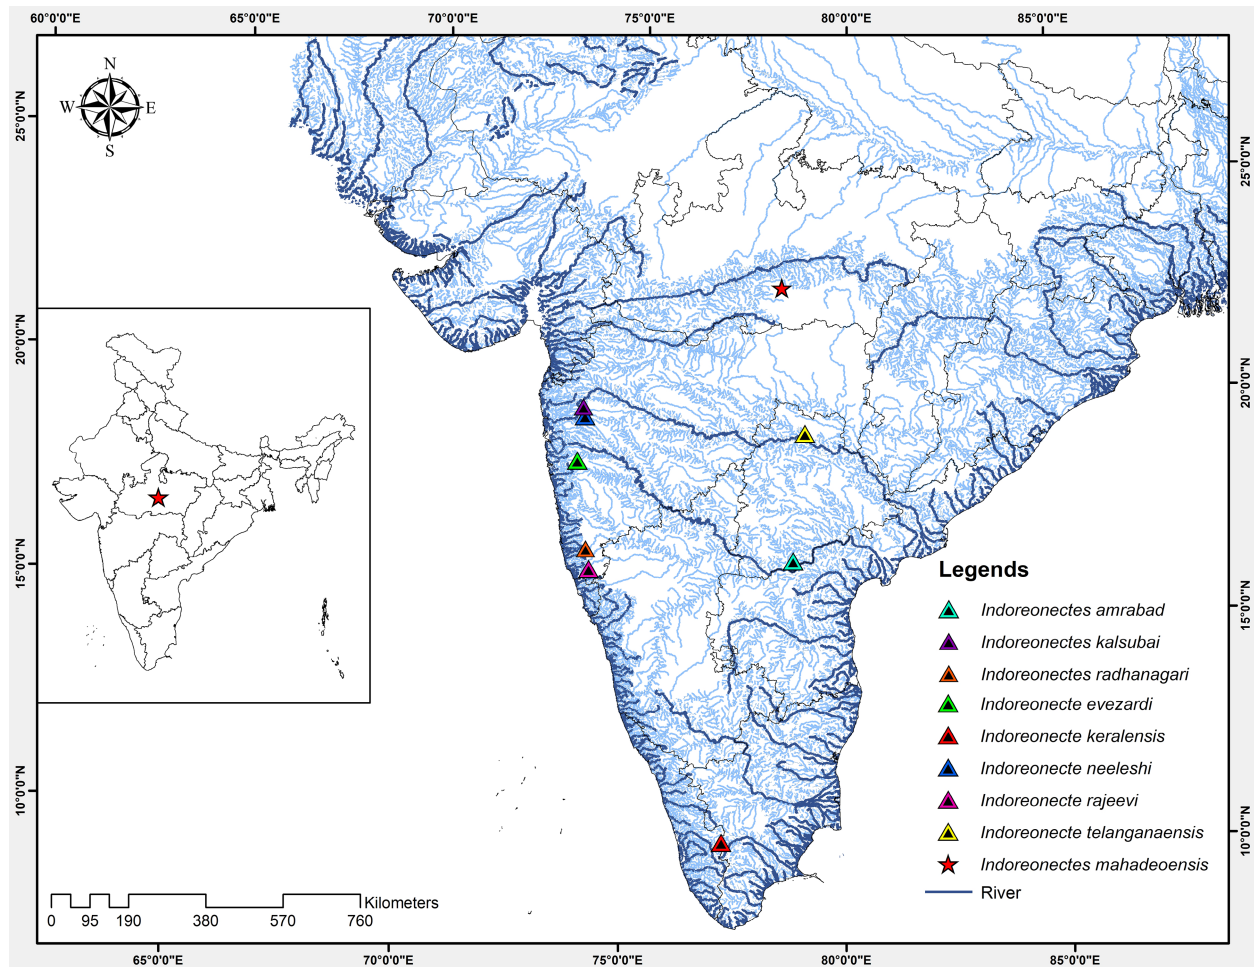 60°0'0"E 65°0'0"E 70°0'0"E 75°0'0"E 80°0'0"E 85°0'0"E
N
W E
S
25°0'0"N
25°0'0"N
20°0'0"N
20°0'0"N
15°0'0"N
15°0'0"N
10°0'0"N
10°0'0"N
Legends
Indoreonectes amrabad
Indoreonectes kalsubai
Indoreonectes radhanagari
Indoreonecte evezardi
Indoreonecte keralensis
Indoreonecte neeleshi
Indoreonecte rajeevi
Indoreonecte telanganaensis
Indoreonectes mahadeoensis
River
Kilometers
0 95 190 380 570 760
65°0'0"E 70°0'0"E 75°0'0"E 80°0'0"E 85°0'0"E